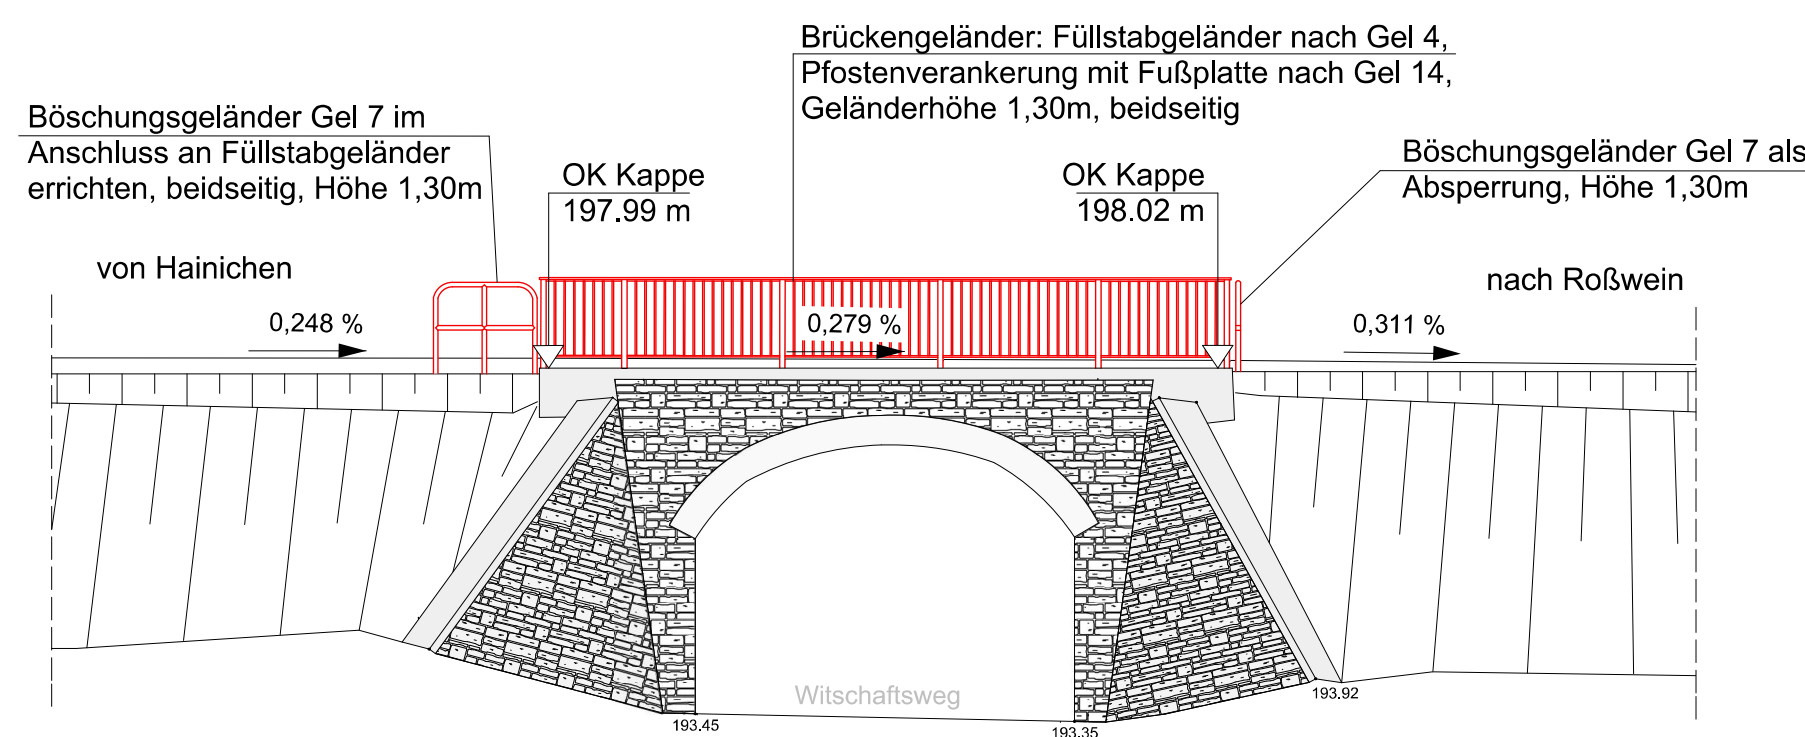 Brückengeländer: Füllstabgeländer nach Gel 4,
Pfostenverankerung mit Fußplatte nach Gel 14,
Geländerhöhe 1,30m, beidseitig
Böschungsgeländer Gel 7 im
Anschluss an Füllstabgeländer
errichten, beidseitig, Höhe 1,30m
OK Kappe
197.99 m
OK Kappe
198.02 m
Böschungsgeländer Gel 7 als
Absperrung, Höhe 1,30m
von Hainichen
nach Roßwein
0,248 %
0,279 %
0,311 %
Witschaftsweg
193.92
193.45
193.35